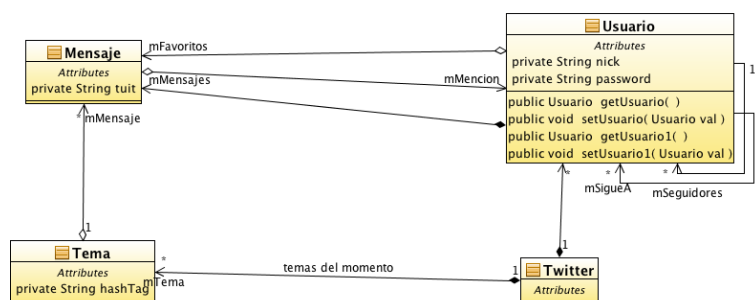 Mensaje
Attributes
private String tuit
Usuario
Attributes
private String nick
private String password
public Usuario getUsuario( )
public void setUsuario( Usuario val )
public Usuario getUsuario1( )
public void setUsuario1( Usuario val )
mFavoritos
mMencion
mMensajes
1
*
mMensaje
1
*
*
mSigueA
mSeguidores
*
1
Tema
Attributes
private String hashTag
*
mTema
temas del momento
1
Twitter
Attributes